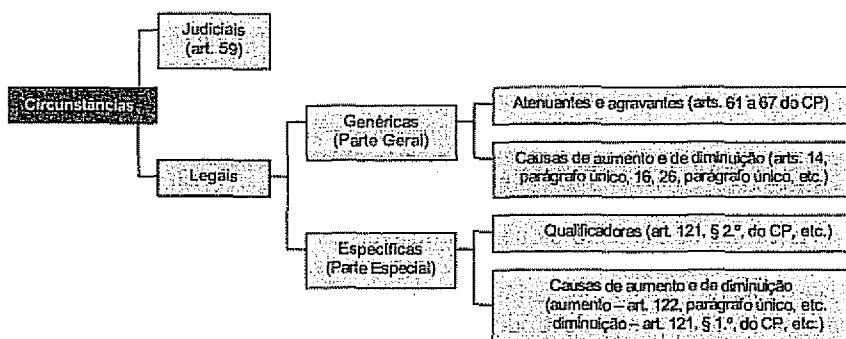 Judiciais
(art. 59)
Circunstâncias
Legais
Genéricas
(Parte Geral)
Atenuantes e agravantes (arts. 61 a 67 do CP)
Causas de aumento e de diminuição (arts. 14,
parágrafo único, 16, 26, parágrafo único, etc.)
Específicas
(Parte Especial)
Qualificadoras (art. 121, § 2.º, do CP, etc.)
Causas de aumento e de diminuição
(aumento – art. 122, parágrafo único, etc.
diminuição – art. 121, § 1.º, do CP, etc.)